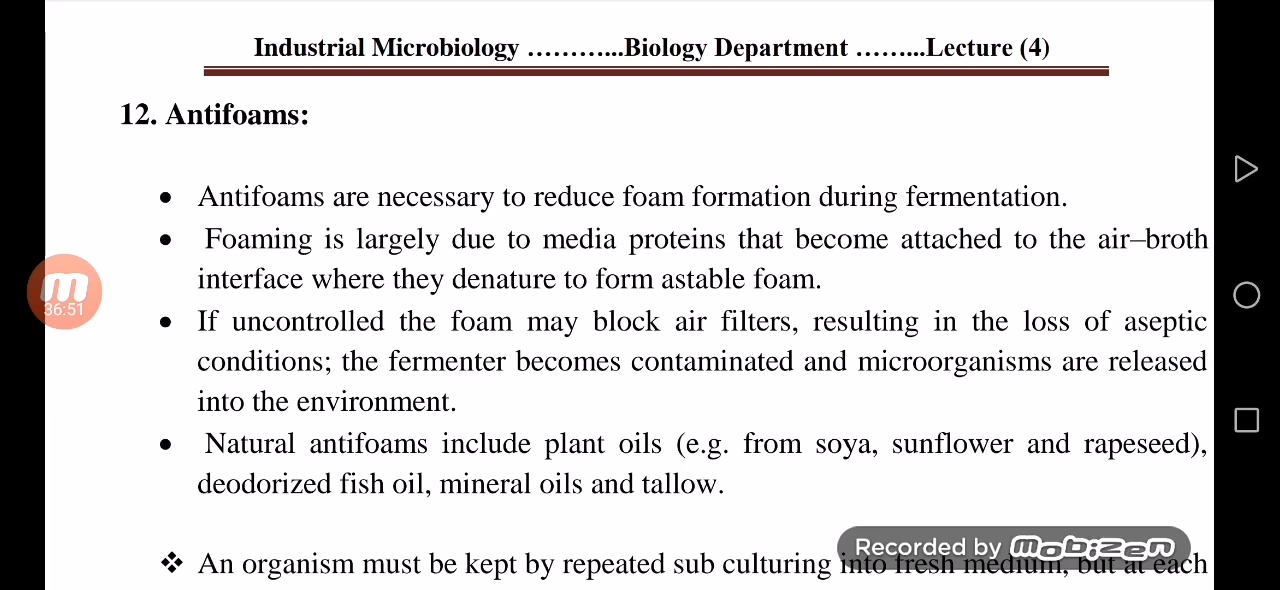 Industrial Microbiology ………...Biology Department ……...Lecture (4)
12. Antifoams:
• Antifoams are necessary to reduce foam formation during fermentation.
• Foaming is largely due to media proteins that become attached to the air–broth
interface where they denature to form astable foam.
• If uncontrolled the foam may block air filters, resulting in the loss of aseptic
conditions; the fermenter becomes contaminated and microorganisms are released
into the environment.
• Natural antifoams include plant oils (e.g. from soya, sunflower and rapeseed),
deodorized fish oil, mineral oils and tallow.
❖ An organism must be kept by repeated sub culturing into fresh medium, but at each
m
36:51
Recorded by mobizen